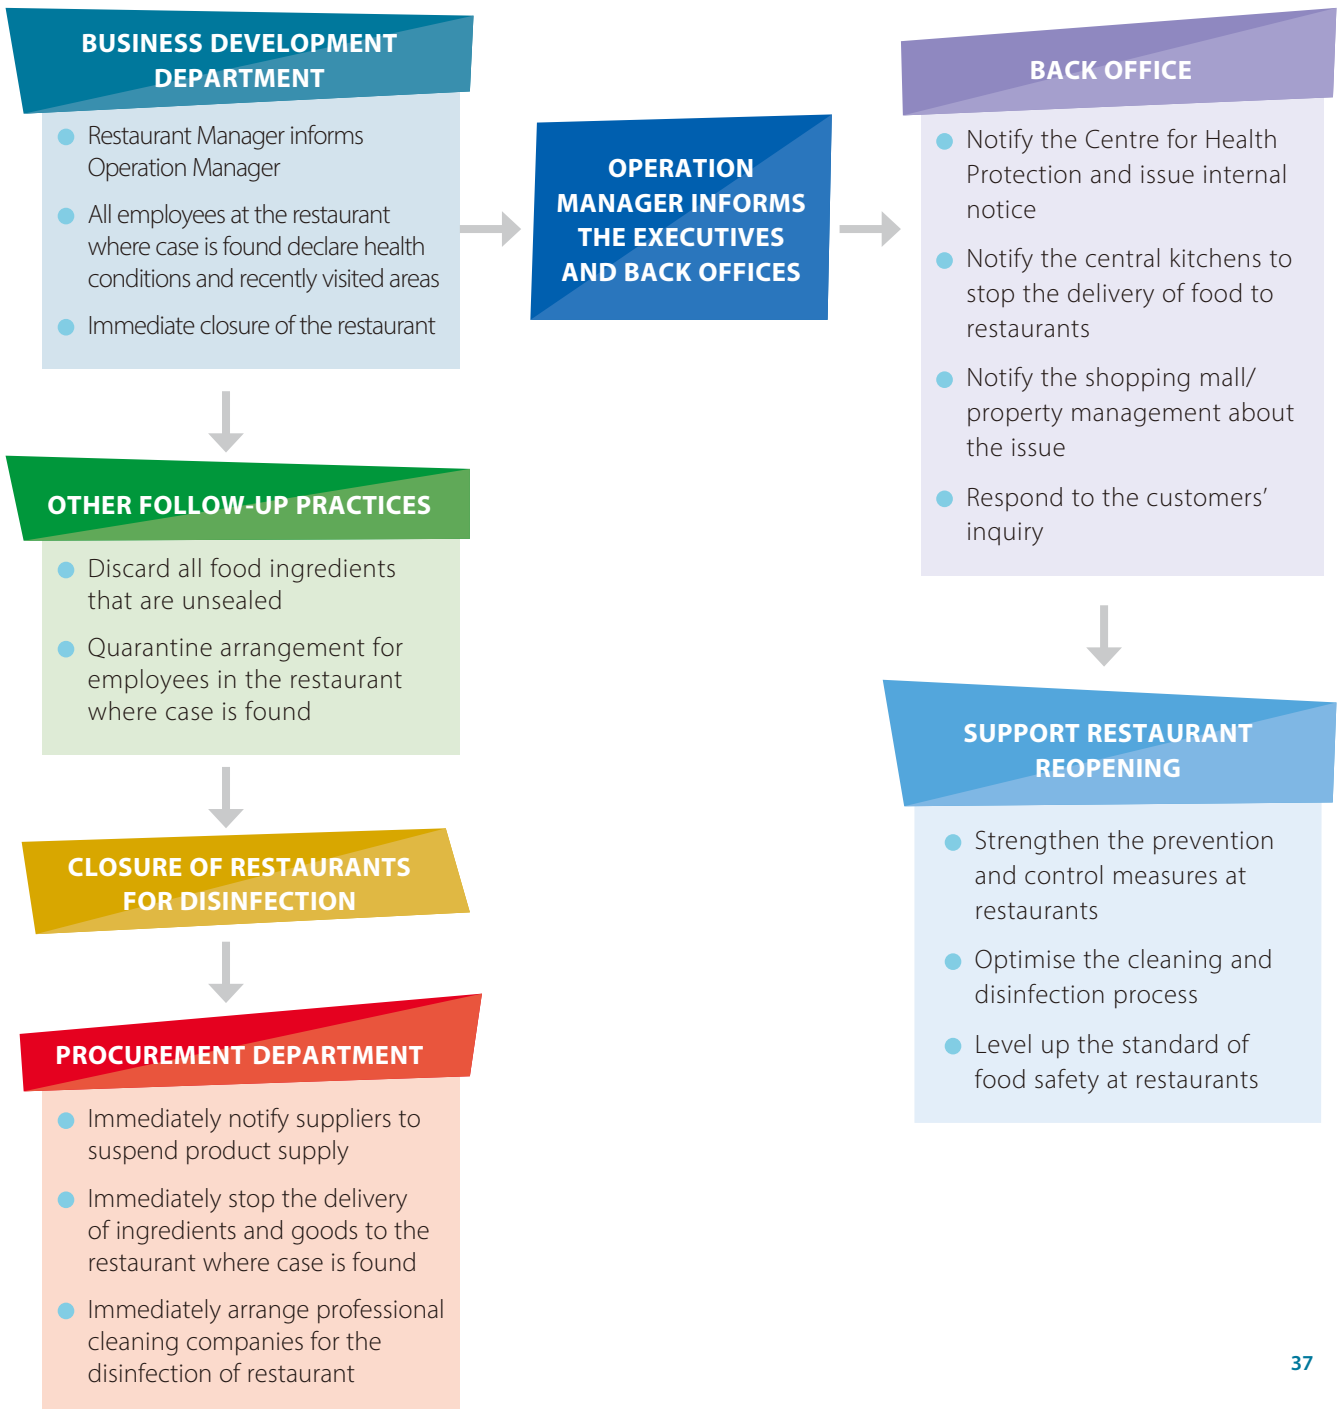 BUSINESS DEVELOPMENT
DEPARTMENT
Restaurant Manager informs
Operation Manager
All employees at the restaurant
where case is found declare health
conditions and recently visited areas
Immediate closure of the restaurant
OPERATION
MANAGER INFORMS
THE EXECUTIVES
AND BACK OFFICES
BACK OFFICE
Notify the Centre for Health
Protection and issue internal
notice
Notify the central kitchens to
stop the delivery of food to
restaurants
Notify the shopping mall/
property management about
the issue
Respond to the customers’
inquiry
OTHER FOLLOW-UP PRACTICES
Discard all food ingredients
that are unsealed
Quarantine arrangement for
employees in the restaurant
where case is found
CLOSURE OF RESTAURANTS
FOR DISINFECTION
PROCUREMENT DEPARTMENT
Immediately notify suppliers to
suspend product supply
Immediately stop the delivery
of ingredients and goods to the
restaurant where case is found
Immediately arrange professional
cleaning companies for the
disinfection of restaurant
SUPPORT RESTAURANT
REOPENING
Strengthen the prevention
and control measures at
restaurants
Optimise the cleaning and
disinfection process
Level up the standard of
food safety at restaurants
37